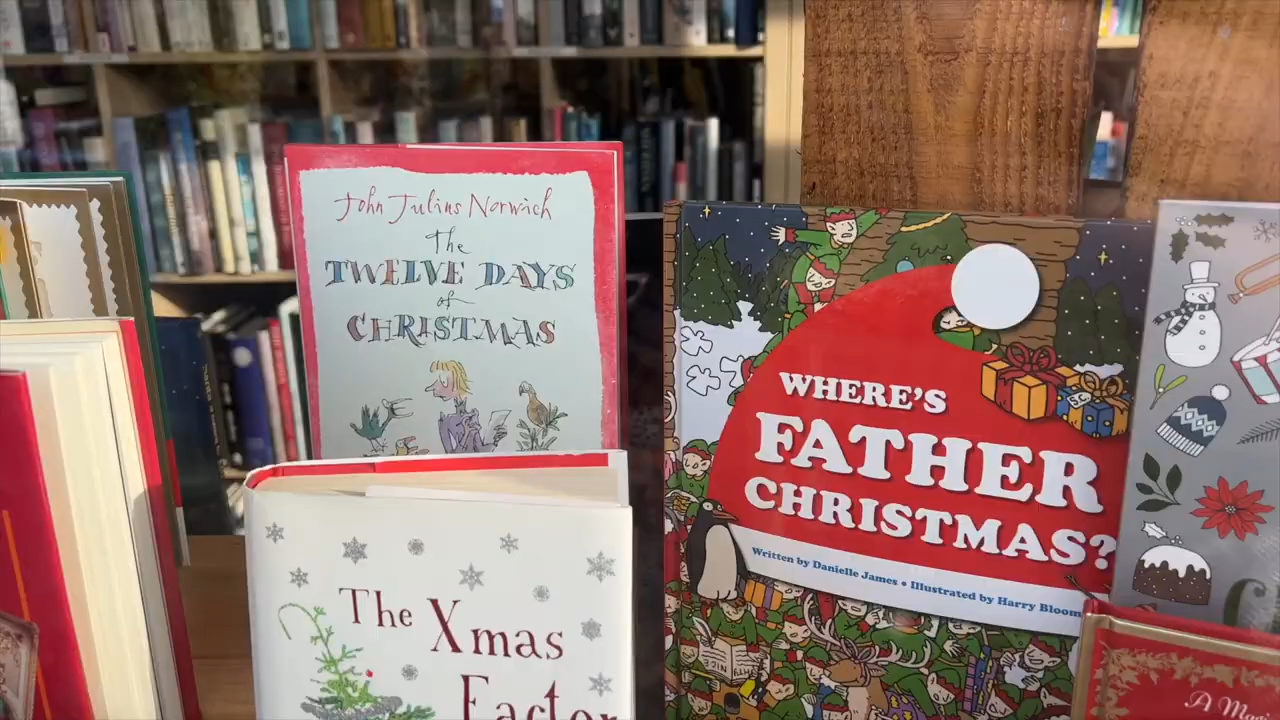 John Julius Norwich
The
TWELVE DAYS
of
CHRISTMAS
The Xmas
Factor
WHERE'S
FATHER
CHRISTMAS?
Written by Danielle James • Illustrated by Harry Bloom
S.C.
NICE